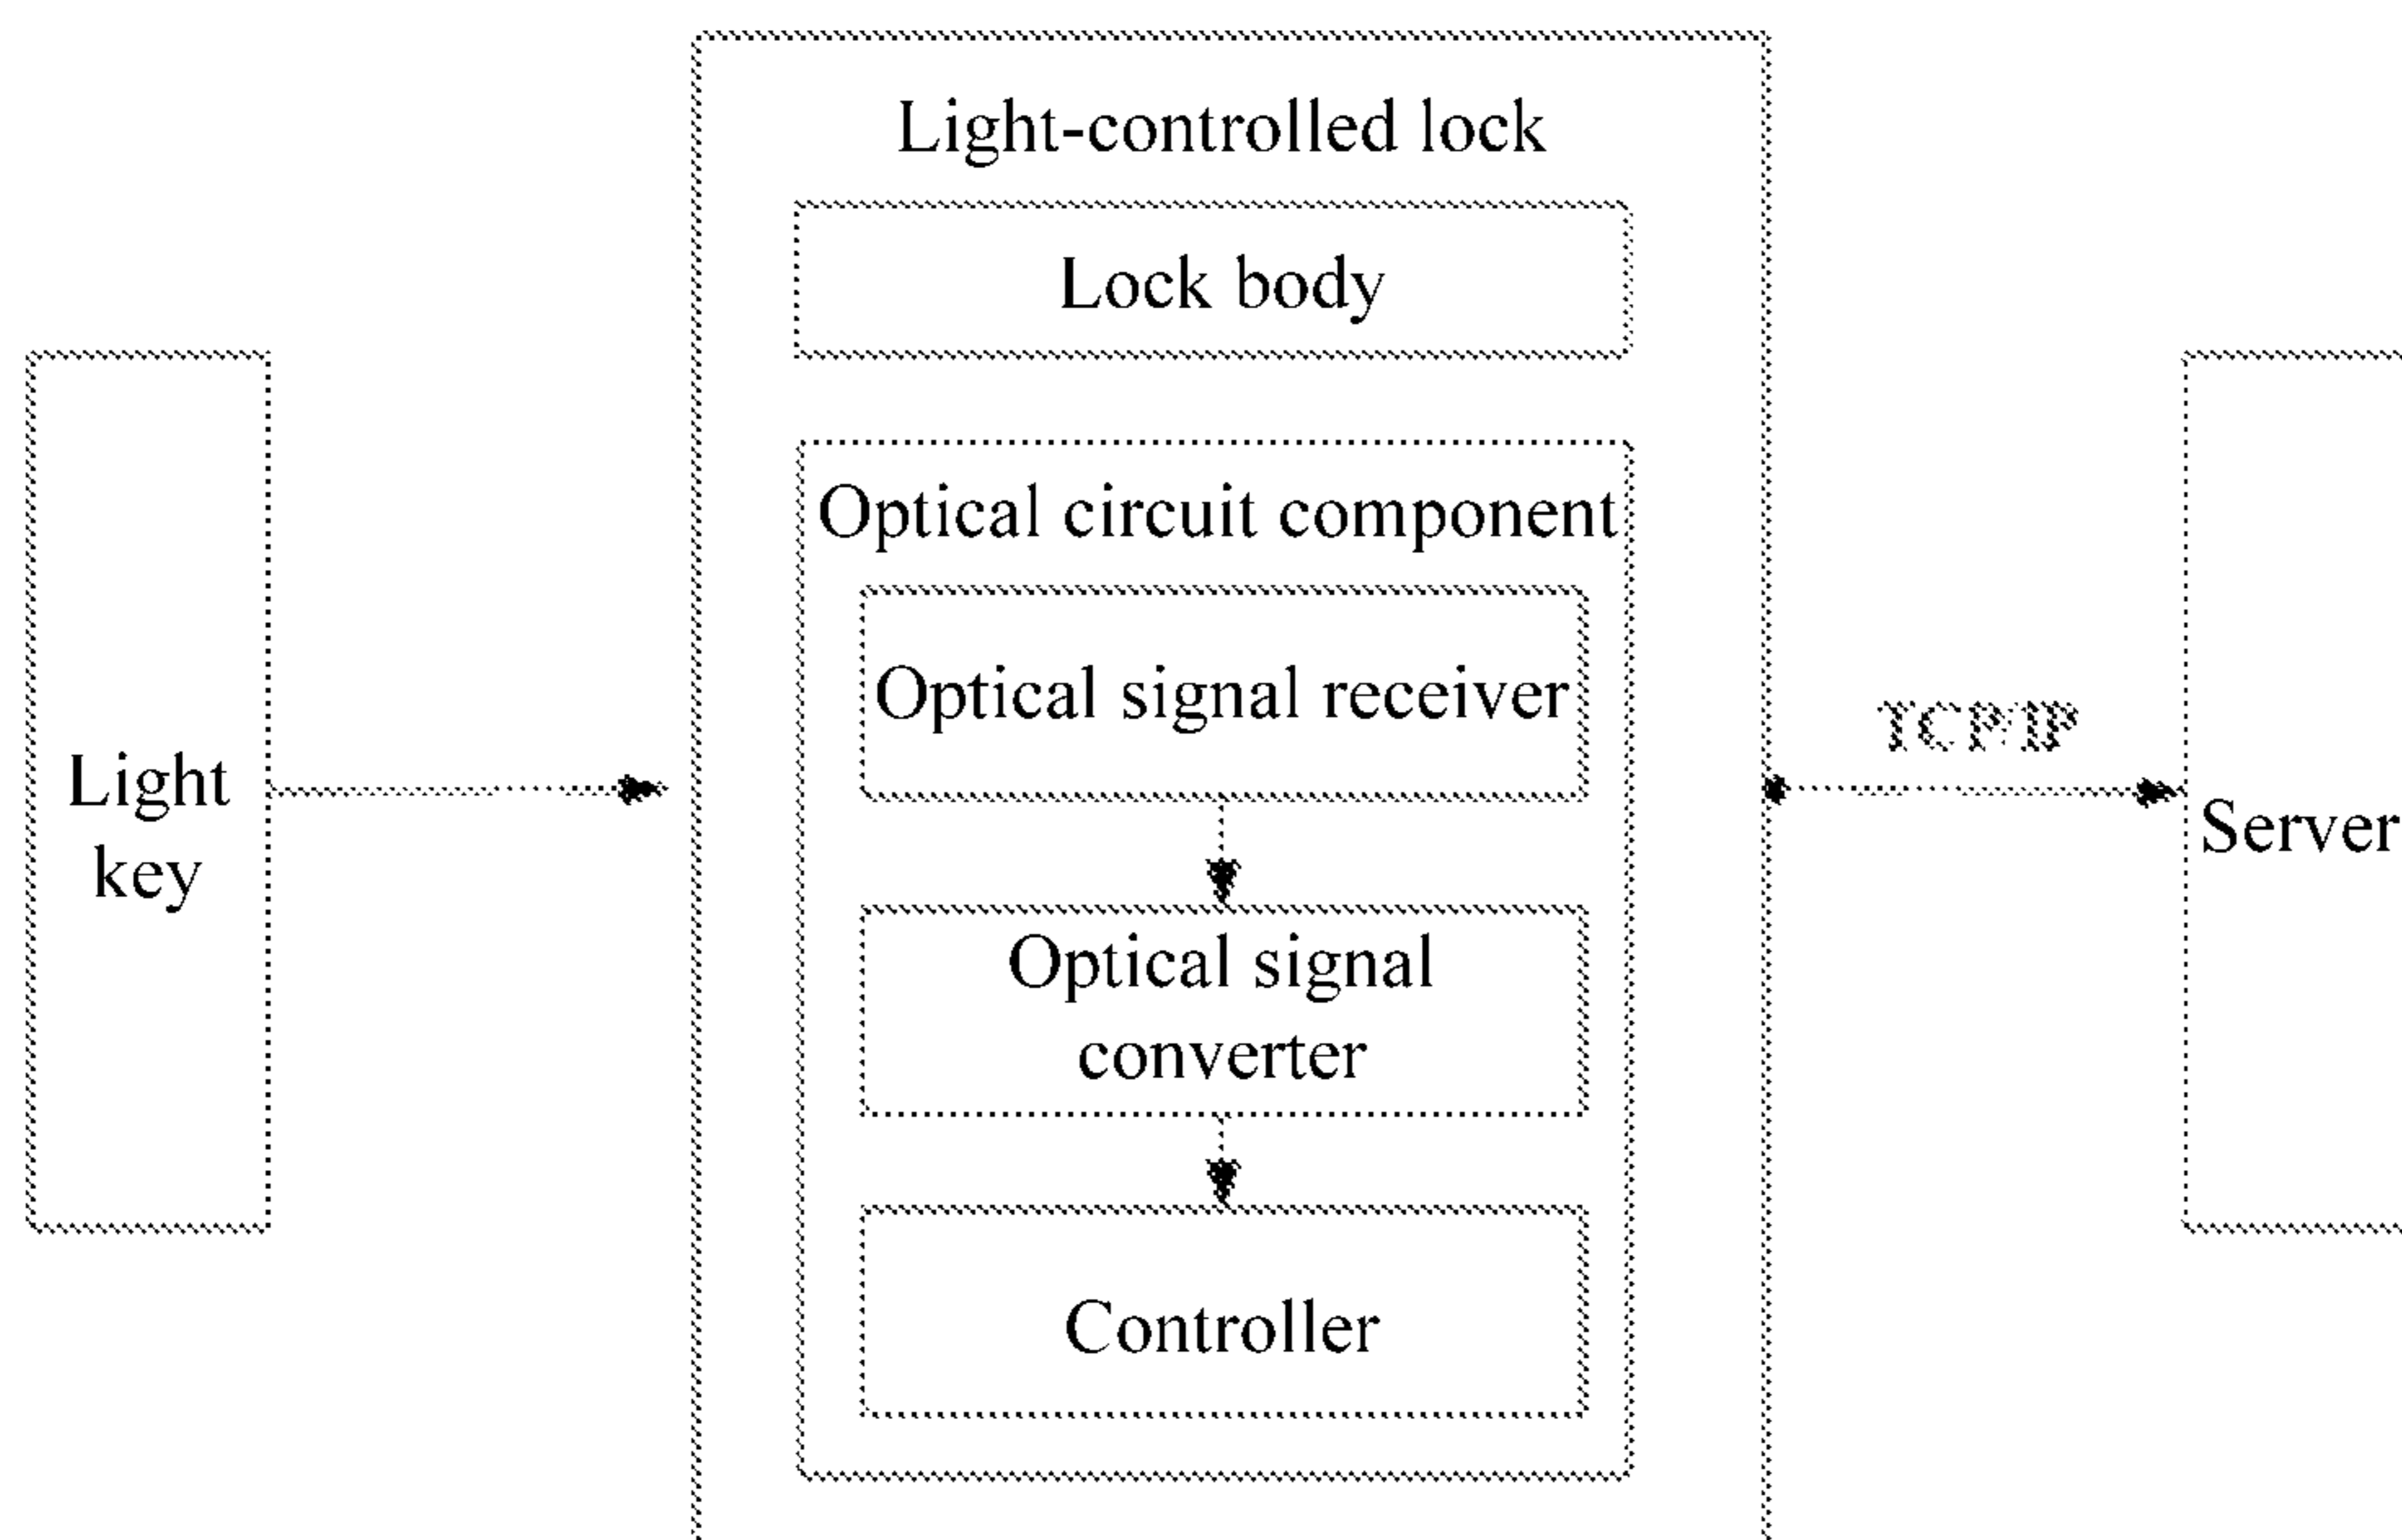 Light-controlled lock
Lock body
Optical circuit component
Optical signal receiver
Optical signal
converter
Controller
Light
key
TCP/IP
Server